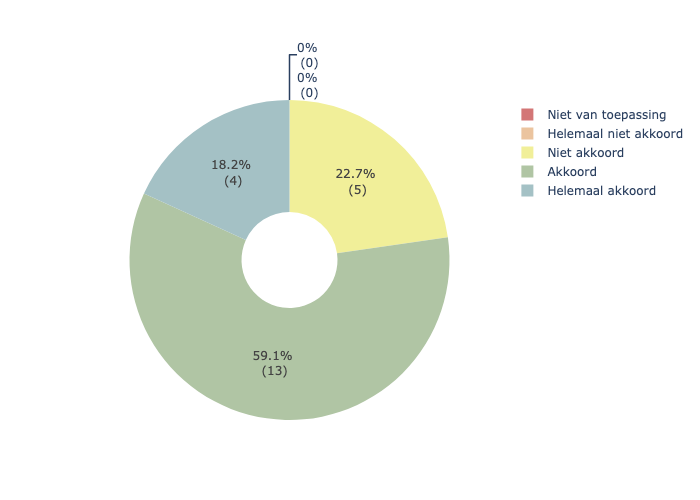 0%
(0)
0%
(0)
18.2%
(4)
22.7%
(5)
59.1%
(13)
Niet van toepassing
Helemaal niet akkoord
Niet akkoord
Akkoord
Helemaal akkoord